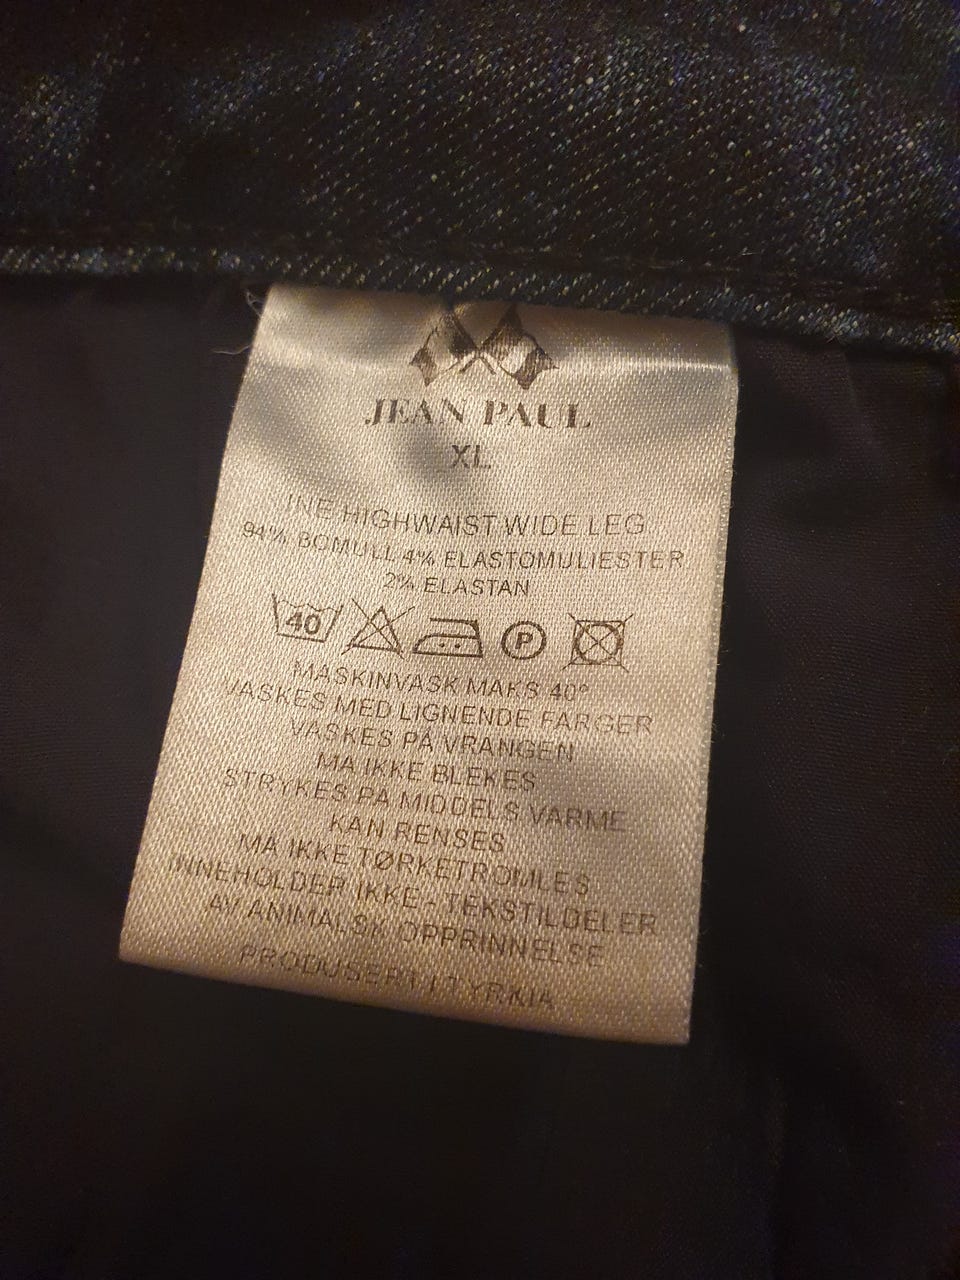 JEAN PAUL
XL
INE HIGHWAIST WIDE LEG
94% BOMULL 4% ELASTOMULIESTER
2% ELASTAN
40 P
MASKINVASK MAKS 40°
VASKES MED LIGNENDE FARGER
VASKES PÅ VRANGEN
MÅ IKKE BLEKES
STRYKES PÅ MIDDELS VARME
KAN RENSES
MÅ IKKE TØRKETROMLES
INNEHOLDER IKKE - TEKSTILDELER
AV ANIMALSK OPPRINNELSE
PRODUSERT I TYRKIA